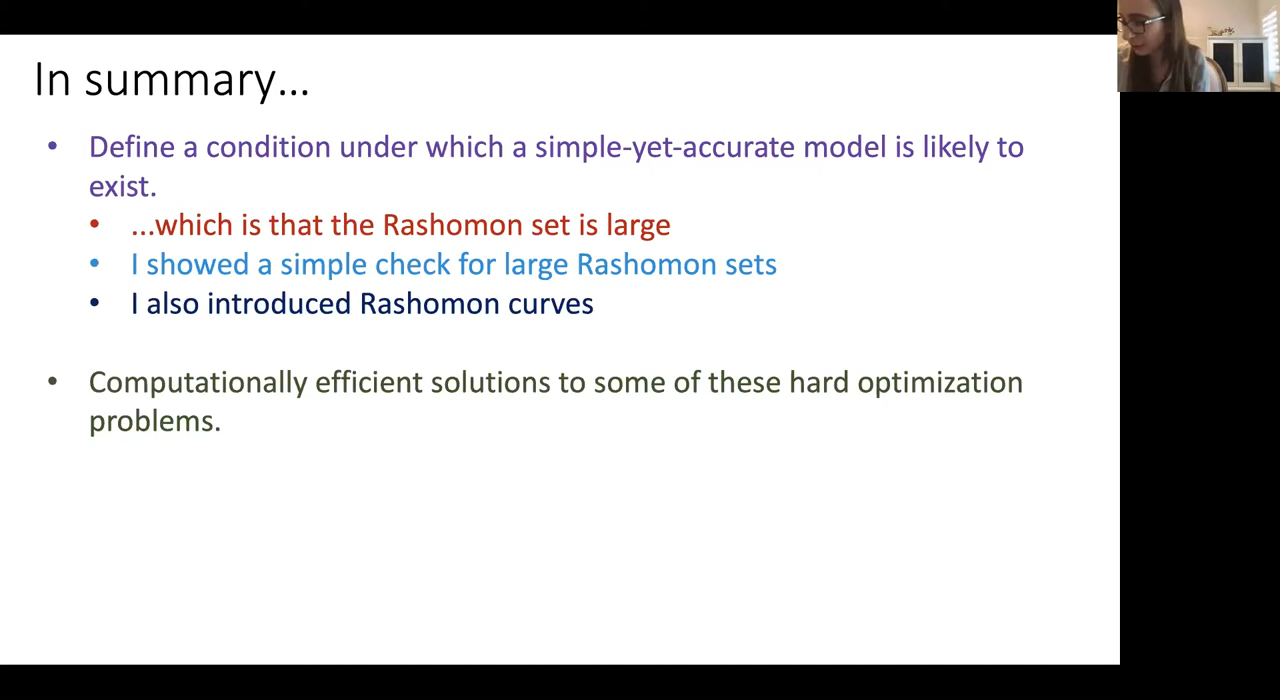 In summary...
• Define a condition under which a simple-yet-accurate model is likely to
exist.
• ...which is that the Rashomon set is large
• I showed a simple check for large Rashomon sets
• I also introduced Rashomon curves
• Computationally efficient solutions to some of these hard optimization
problems.